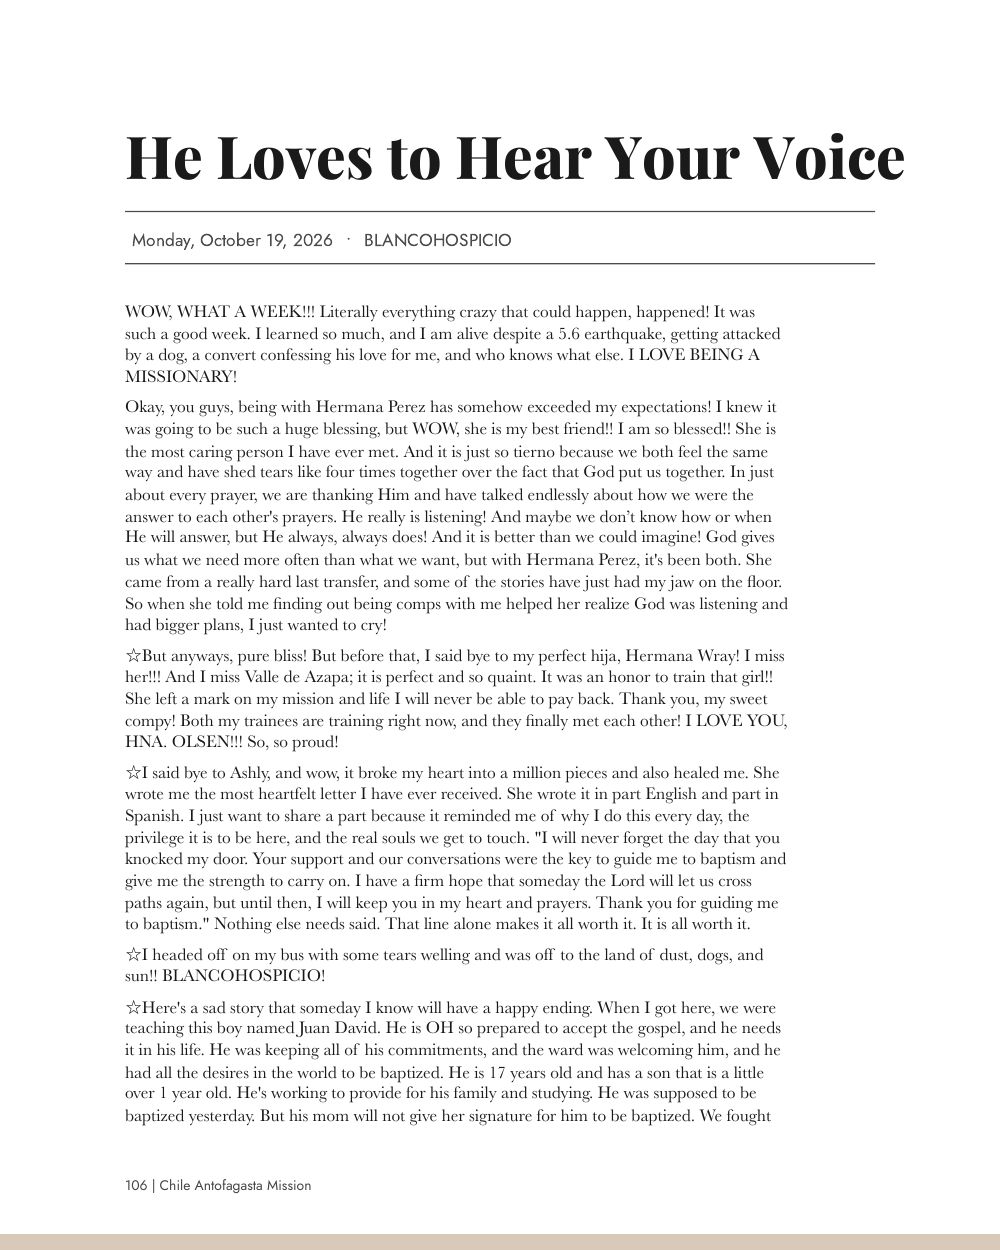 He Loves to Hear Your Voice
Monday, October 19, 2026 · BLANCOHOSPICIO
WOW, WHAT A WEEK!!! Literally everything crazy that could happen, happened! It was
such a good week. I learned so much, and I am alive despite a 5.6 earthquake, getting attacked
by a dog, a convert confessing his love for me, and who knows what else. I LOVE BEING A
MISSIONARY!
Okay, you guys, being with Hermana Perez has somehow exceeded my expectations! I knew it
was going to be such a huge blessing, but WOW, she is my best friend!! I am so blessed!! She is
the most caring person I have ever met. And it is just so tierno because we both feel the same
way and have shed tears like four times together over the fact that God put us together. In just
about every prayer, we are thanking Him and have talked endlessly about how we were the
answer to each other's prayers. He really is listening! And maybe we don’t know how or when
He will answer, but He always, always does! And it is better than we could imagine! God gives
us what we need more often than what we want, but with Hermana Perez, it's been both. She
came from a really hard last transfer, and some of the stories have just had my jaw on the floor.
So when she told me finding out being comps with me helped her realize God was listening and
had bigger plans, I just wanted to cry!
☆But anyways, pure bliss! But before that, I said bye to my perfect hija, Hermana Wray! I miss
her!!! And I miss Valle de Azapa; it is perfect and so quaint. It was an honor to train that girl!!
She left a mark on my mission and life I will never be able to pay back. Thank you, my sweet
compy! Both my trainees are training right now, and they finally met each other! I LOVE YOU,
HNA. OLSEN!!! So, so proud!
☆I said bye to Ashly, and wow, it broke my heart into a million pieces and also healed me. She
wrote me the most heartfelt letter I have ever received. She wrote it in part English and part in
Spanish. I just want to share a part because it reminded me of why I do this every day, the
privilege it is to be here, and the real souls we get to touch. "I will never forget the day that you
knocked my door. Your support and our conversations were the key to guide me to baptism and
give me the strength to carry on. I have a firm hope that someday the Lord will let us cross
paths again, but until then, I will keep you in my heart and prayers. Thank you for guiding me
to baptism." Nothing else needs said. That line alone makes it all worth it. It is all worth it.
☆I headed off on my bus with some tears welling and was off to the land of dust, dogs, and
sun!! BLANCOHOSPICIO!
☆Here's a sad story that someday I know will have a happy ending. When I got here, we were
teaching this boy named Juan David. He is OH so prepared to accept the gospel, and he needs
it in his life. He was keeping all of his commitments, and the ward was welcoming him, and he
had all the desires in the world to be baptized. He is 17 years old and has a son that is a little
over 1 year old. He's working to provide for his family and studying. He was supposed to be
baptized yesterday. But his mom will not give her signature for him to be baptized. We fought
106 | Chile Antofagasta Mission